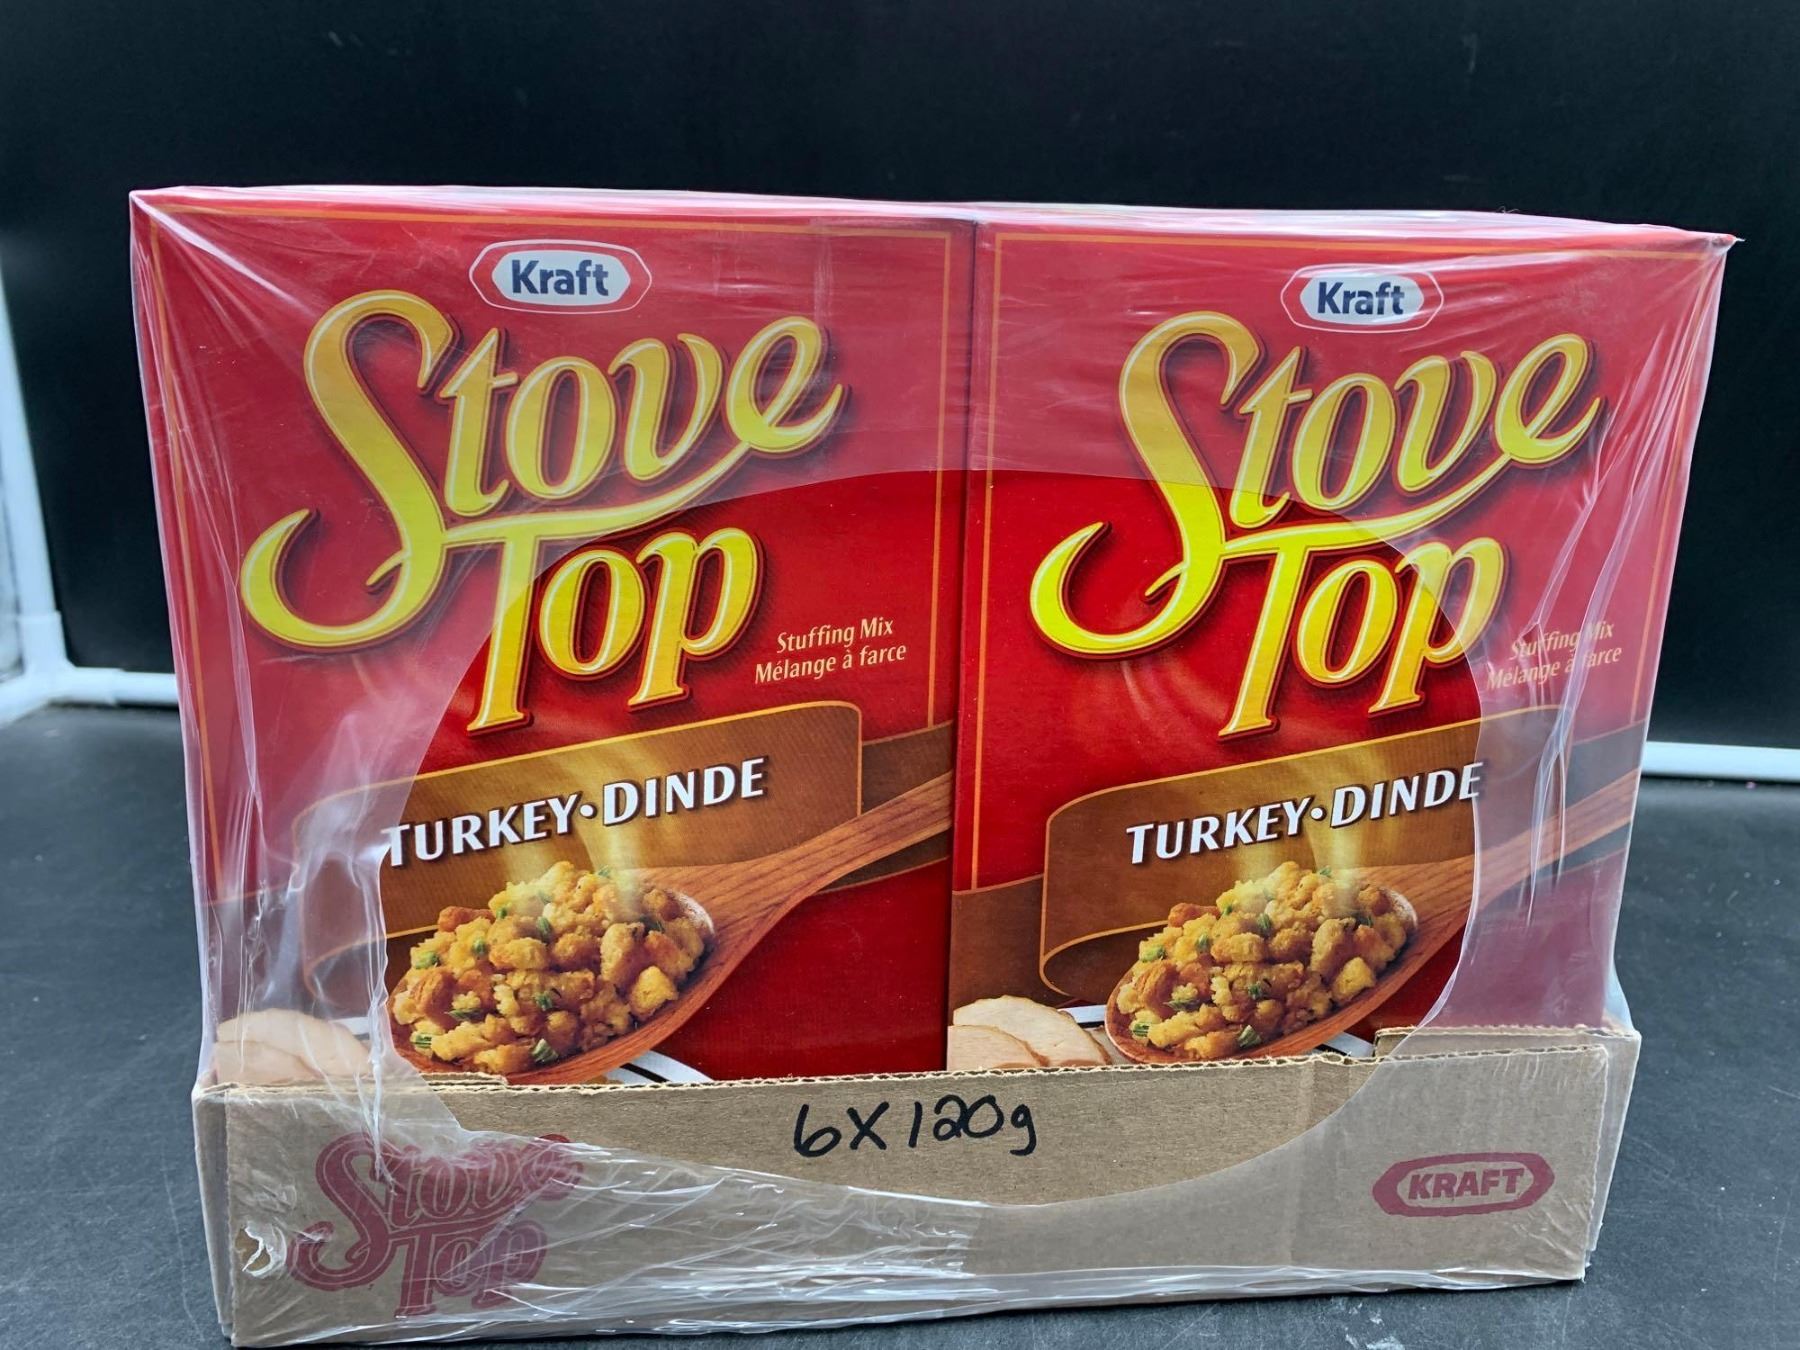 Kraft
Stove
Top
Stuffing Mix
Mélange à farce
TURKEY•DINDE
Kraft
Stove
Top
Stuffing Mix
Mélange à farce
TURKEY•DINDE
6X120g
Stove
Top
KRAFT